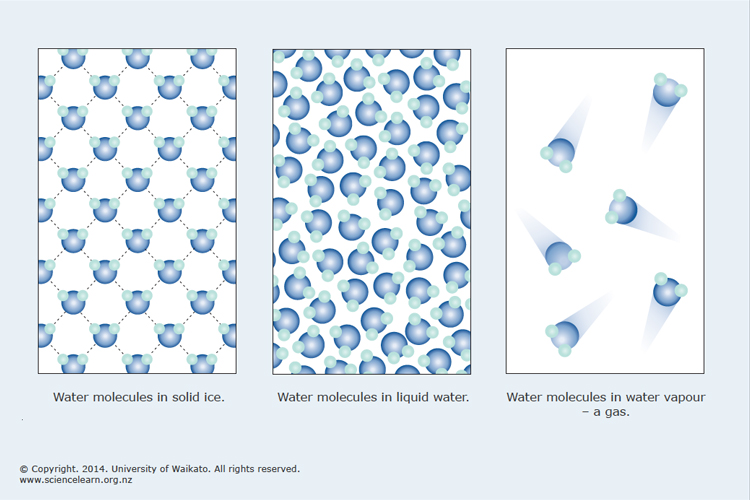 Water molecules in solid ice.
Water molecules in liquid water.
Water molecules in water vapour
– a gas.
© Copyright. 2014. University of Waikato. All rights reserved.
www.sciencelearn.org.nz